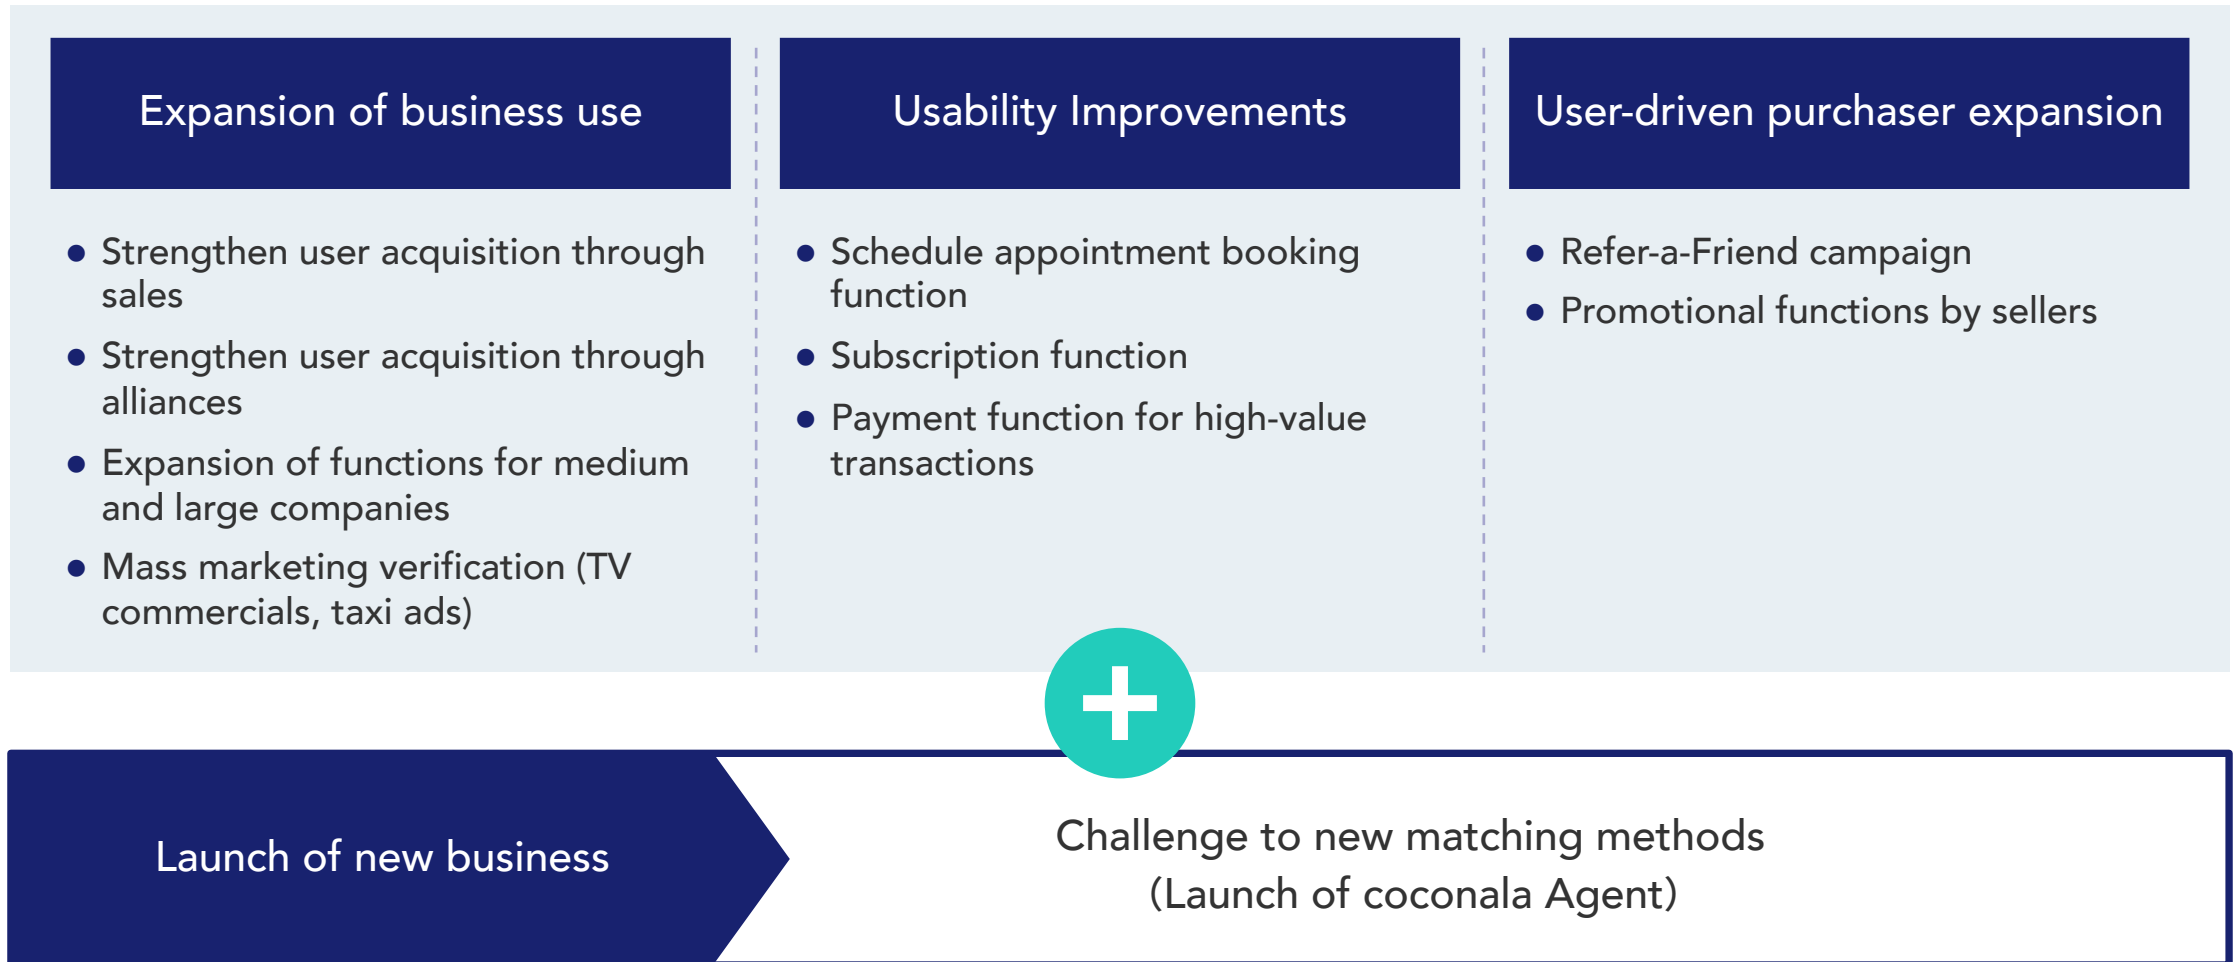 Expansion of business use
Strengthen user acquisition through
sales
Strengthen user acquisition through
alliances
Expansion of functions for medium
and large companies
Mass marketing verification (TV
commercials, taxi ads)
Usability Improvements
Schedule appointment booking
function
Subscription function
Payment function for high-value
transactions
User-driven purchaser expansion
Refer-a-Friend campaign
Promotional functions by sellers
Launch of new business
Challenge to new matching methods
(Launch of coconala Agent)